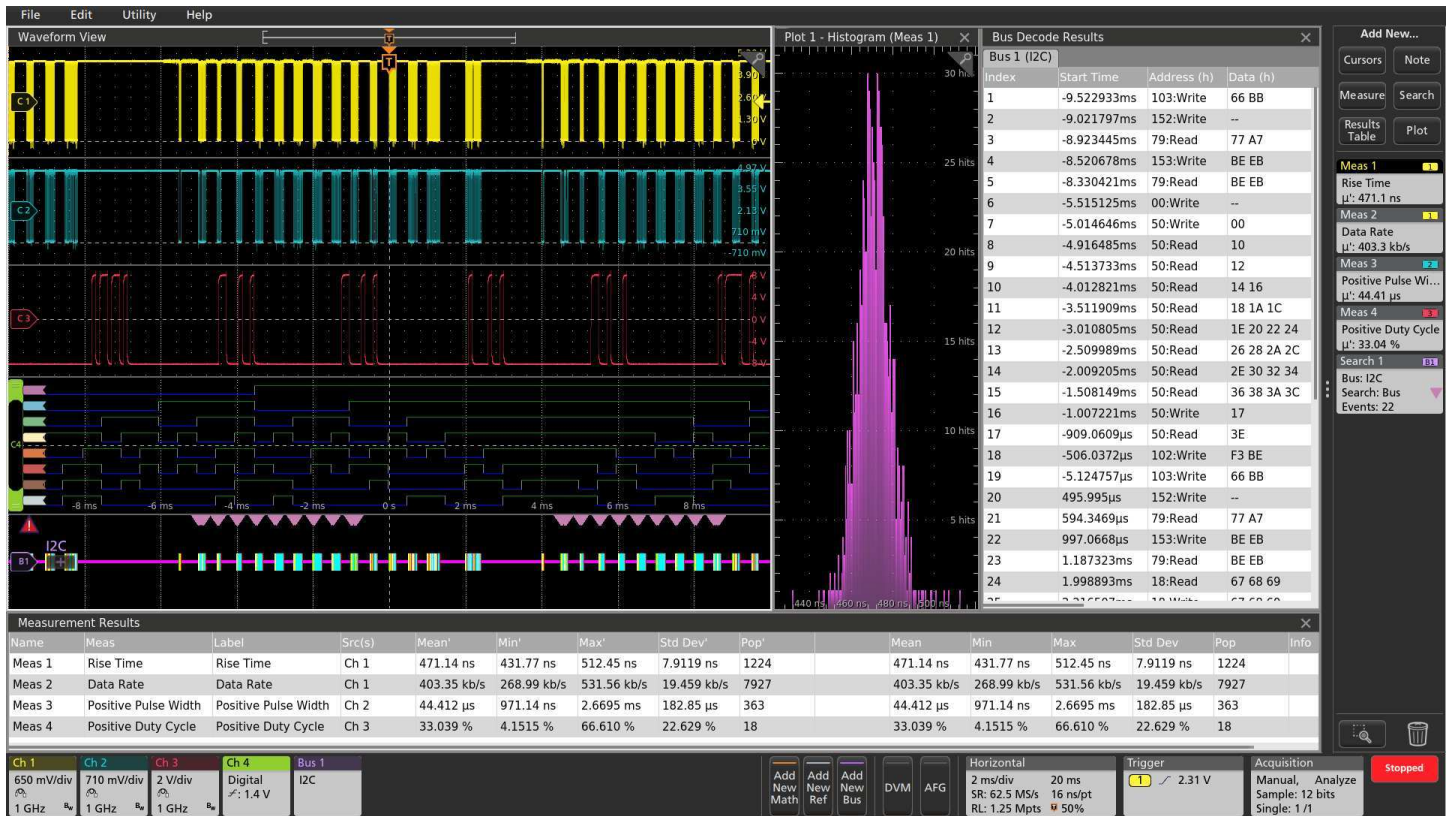 File Edit Utility Help
Waveform View
T
T
C1
3.90
1.30 V
0 V
C2
4.97 V
3.55 V
2.13 V
710 mV
-710 mV
C3
4 V
0 V
-4 V
C4
-8 ms -6 ms -4 ms -2 ms 0 s 2 ms 4 ms 6 ms 8 ms
I2C
B1
Plot 1 - Histogram (Meas 1)
30 hits
25 hits
20 hits
15 hits
10 hits
5 hits
440 ns 460 ns 480 ns 500 ns
Bus Decode Results
Bus 1 (I2C)
Index Start Time Address (h) Data (h)
1 -9.522933ms 103:Write 66 BB
2 -9.021797ms 152:Write --
3 -8.923445ms 79:Read 77 A7
4 -8.520678ms 153:Write BE EB
5 -8.330421ms 79:Read BE EB
6 -5.515125ms 00:Write --
7 -5.014646ms 50:Write 00
8 -4.916485ms 50:Read 10
9 -4.513733ms 50:Read 12
10 -4.012821ms 50:Read 14 16
11 -3.511909ms 50:Read 18 1A 1C
12 -3.010805ms 50:Read 1E 20 22 24
13 -2.509989ms 50:Read 26 28 2A 2C
14 -2.009205ms 50:Read 2E 30 32 34
15 -1.508149ms 50:Read 36 38 3A 3C
16 -1.007221ms 50:Write 17
17 -909.0609µs 50:Read 3E
18 -506.0372µs 102:Write F3 BE
19 -5.124757µs 103:Write 66 BB
20 495.995µs 152:Write --
21 594.3469µs 79:Read 77 A7
22 997.0668µs 153:Write BE EB
23 1.187323ms 79:Read BE EB
24 1.998893ms 18:Read 67 68 69
Add New...
Cursors Note
Measure Search
Results Table Plot
Meas 1 1
Rise Time
µ': 471.1 ns
Meas 2 1
Data Rate
µ': 403.3 kb/s
Meas 3 2
Positive Pulse Wi...
µ': 44.41 µs
Meas 4 3
Positive Duty Cycle
µ': 33.04 %
Search 1 B1
Bus: I2C
Search: Bus
Events: 22
Measurement Results
Name Meas Label Src(s) Mean' Min' Max' Std Dev' Pop' Mean Min Max Std Dev Pop Info
Meas 1 Rise Time Rise Time Ch 1 471.14 ns 431.77 ns 512.45 ns 7.9119 ns 1224 471.14 ns 431.77 ns 512.45 ns 7.9119 ns 1224
Meas 2 Data Rate Data Rate Ch 1 403.35 kb/s 268.99 kb/s 531.56 kb/s 19.459 kb/s 7927 403.35 kb/s 268.99 kb/s 531.56 kb/s 19.459 kb/s 7927
Meas 3 Positive Pulse Width Positive Pulse Width Ch 2 44.412 µs 971.14 ns 2.6695 ms 182.85 µs 363 44.412 µs 971.14 ns 2.6695 ms 182.85 µs 363
Meas 4 Positive Duty Cycle Positive Duty Cycle Ch 3 33.039 % 4.1515 % 66.610 % 22.629 % 18 33.039 % 4.1515 % 66.610 % 22.629 % 18
Ch 1
650 mV/div
1 GHz Bw
Ch 2
710 mV/div
1 GHz Bw
Ch 3
2 V/div
1 GHz Bw
Ch 4
Digital
: 1.4 V
Bus 1
I2C
Add New Math
Add New Ref
Add New Bus
DVM
AFG
Horizontal
2 ms/div 20 ms
SR: 62.5 MS/s 16 ns/pt
RL: 1.25 Mpts 50%
Trigger
1 2.31 V
Acquisition
Manual, Analyze
Sample: 12 bits
Single: 1 /1
Stopped